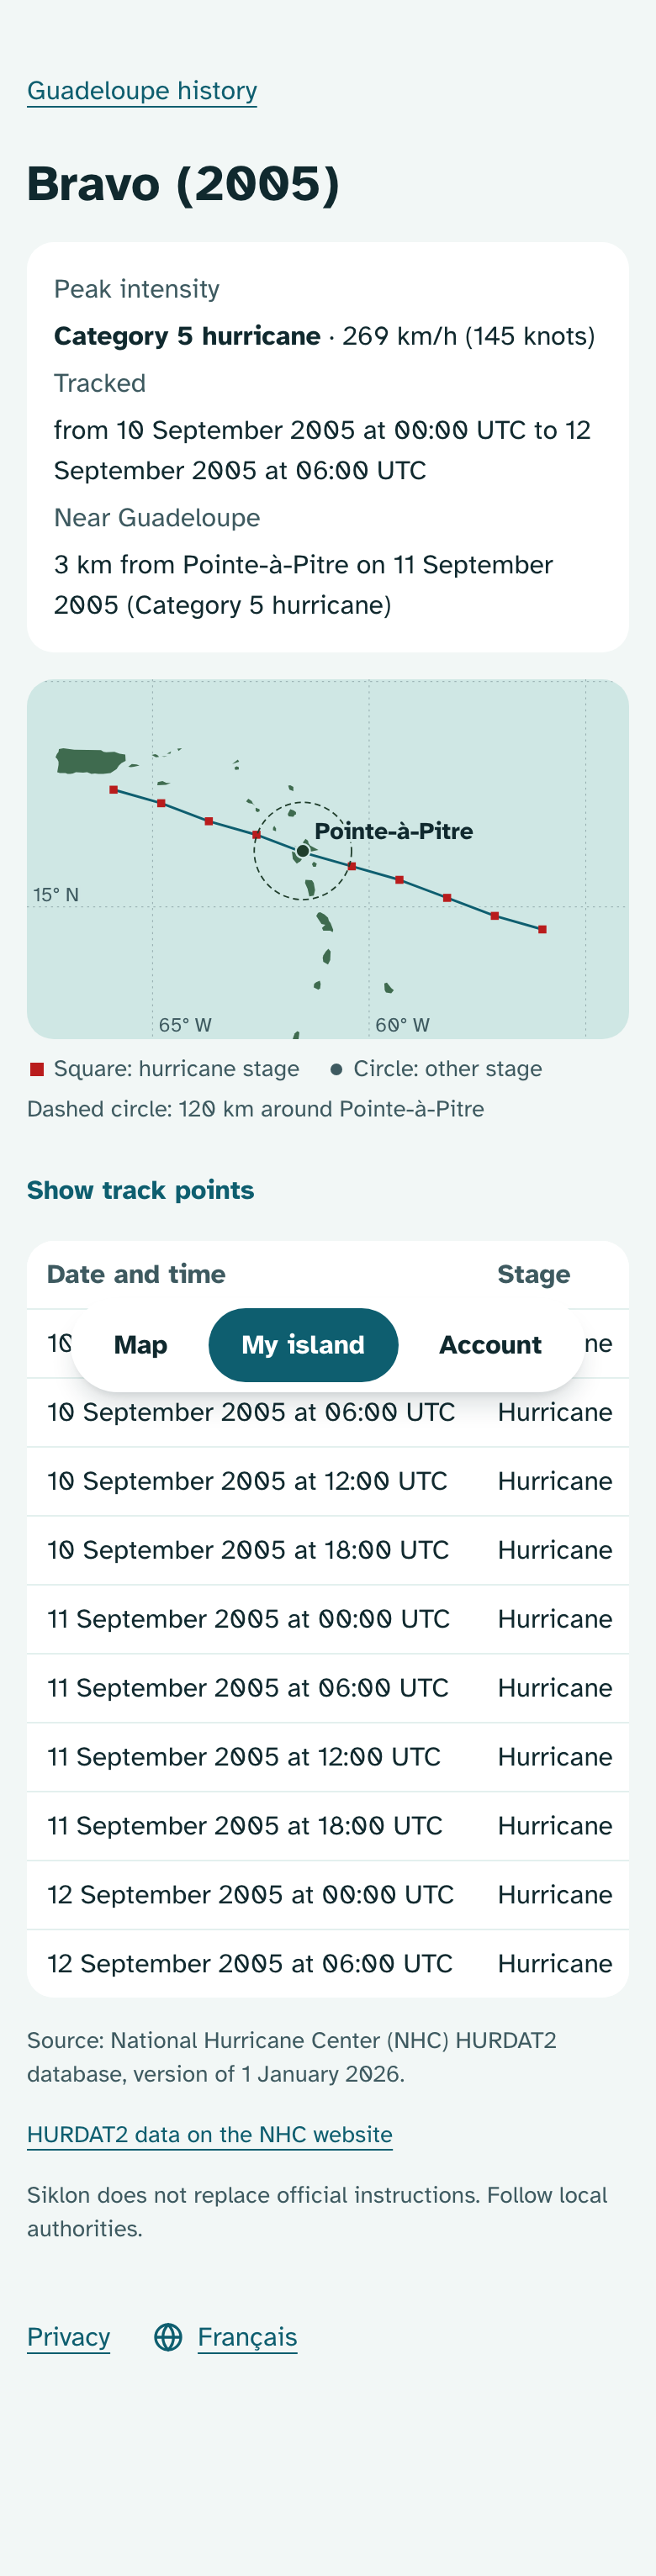 Guadeloupe history
Bravo (2005)
Peak intensity
Category 5 hurricane · 269 km/h (145 knots)
Tracked
from 10 September 2005 at 00:00 UTC to 12
September 2005 at 06:00 UTC
Near Guadeloupe
3 km from Pointe-à-Pitre on 11 September
2005 (Category 5 hurricane)
Pointe-à-Pitre
15° N
65° W
60° W
Square: hurricane stage
Circle: other stage
Dashed circle: 120 km around Pointe-à-Pitre
Show track points
Date and time Stage
10 ne
Map My island Account
10 September 2005 at 06:00 UTC Hurricane
10 September 2005 at 12:00 UTC Hurricane
10 September 2005 at 18:00 UTC Hurricane
11 September 2005 at 00:00 UTC Hurricane
11 September 2005 at 06:00 UTC Hurricane
11 September 2005 at 12:00 UTC Hurricane
11 September 2005 at 18:00 UTC Hurricane
12 September 2005 at 00:00 UTC Hurricane
12 September 2005 at 06:00 UTC Hurricane
Source: National Hurricane Center (NHC) HURDAT2
database, version of 1 January 2026.
HURDAT2 data on the NHC website
Siklon does not replace official instructions. Follow local
authorities.
Privacy Français